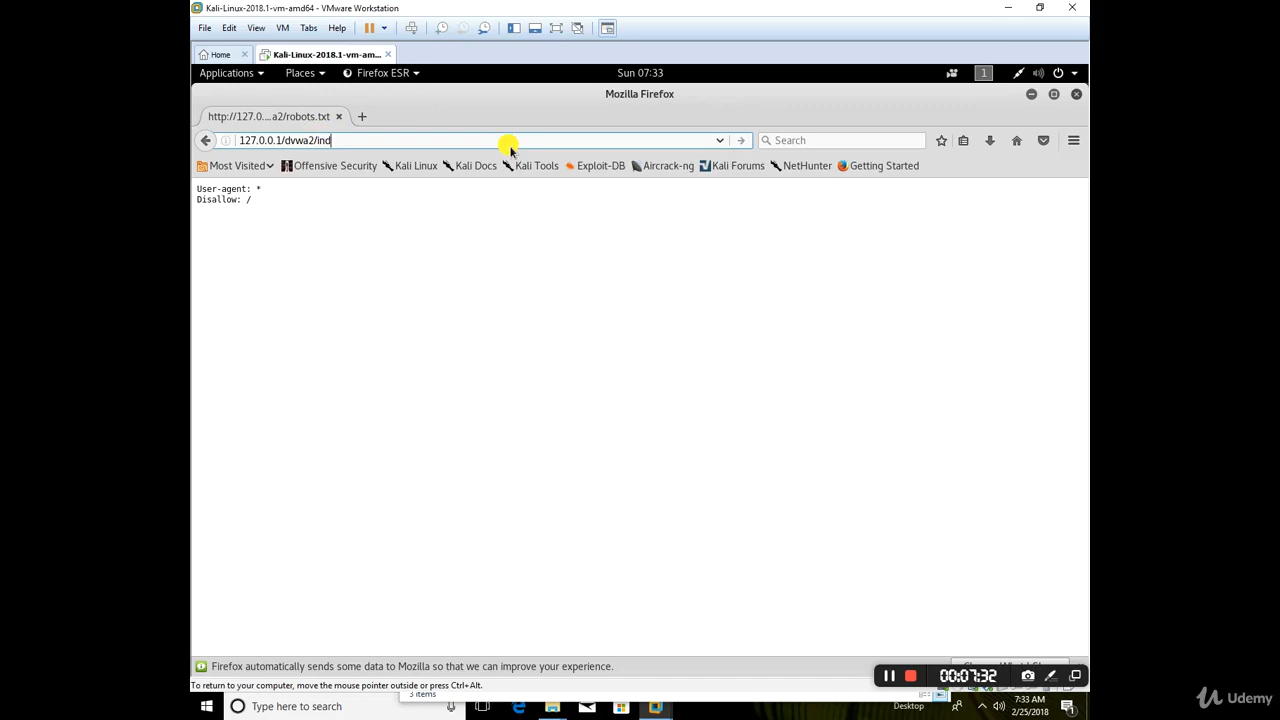 Kali-Linux-2018.1-vm-amd64 - VMware Workstation
File Edit View VM Tabs Help
Home Kali-Linux-2018.1-vm-am...
Applications Places Firefox ESR Sun 07:33 1
Mozilla Firefox
http://127.0....a2/robots.txt
127.0.0.1/dvwa2/ind Search
Most Visited Offensive Security Kali Linux Kali Docs Kali Tools Exploit-DB Aircrack-ng Kali Forums NetHunter Getting Started
User-agent: *
Disallow: /
Firefox automatically sends some data to Mozilla so that we can improve your experience.
00:07:32
To return to your computer, move the mouse pointer outside or press Ctrl+Alt.
3 items
Type here to search Desktop 7:33 AM
2/25/2018 1
Udemy